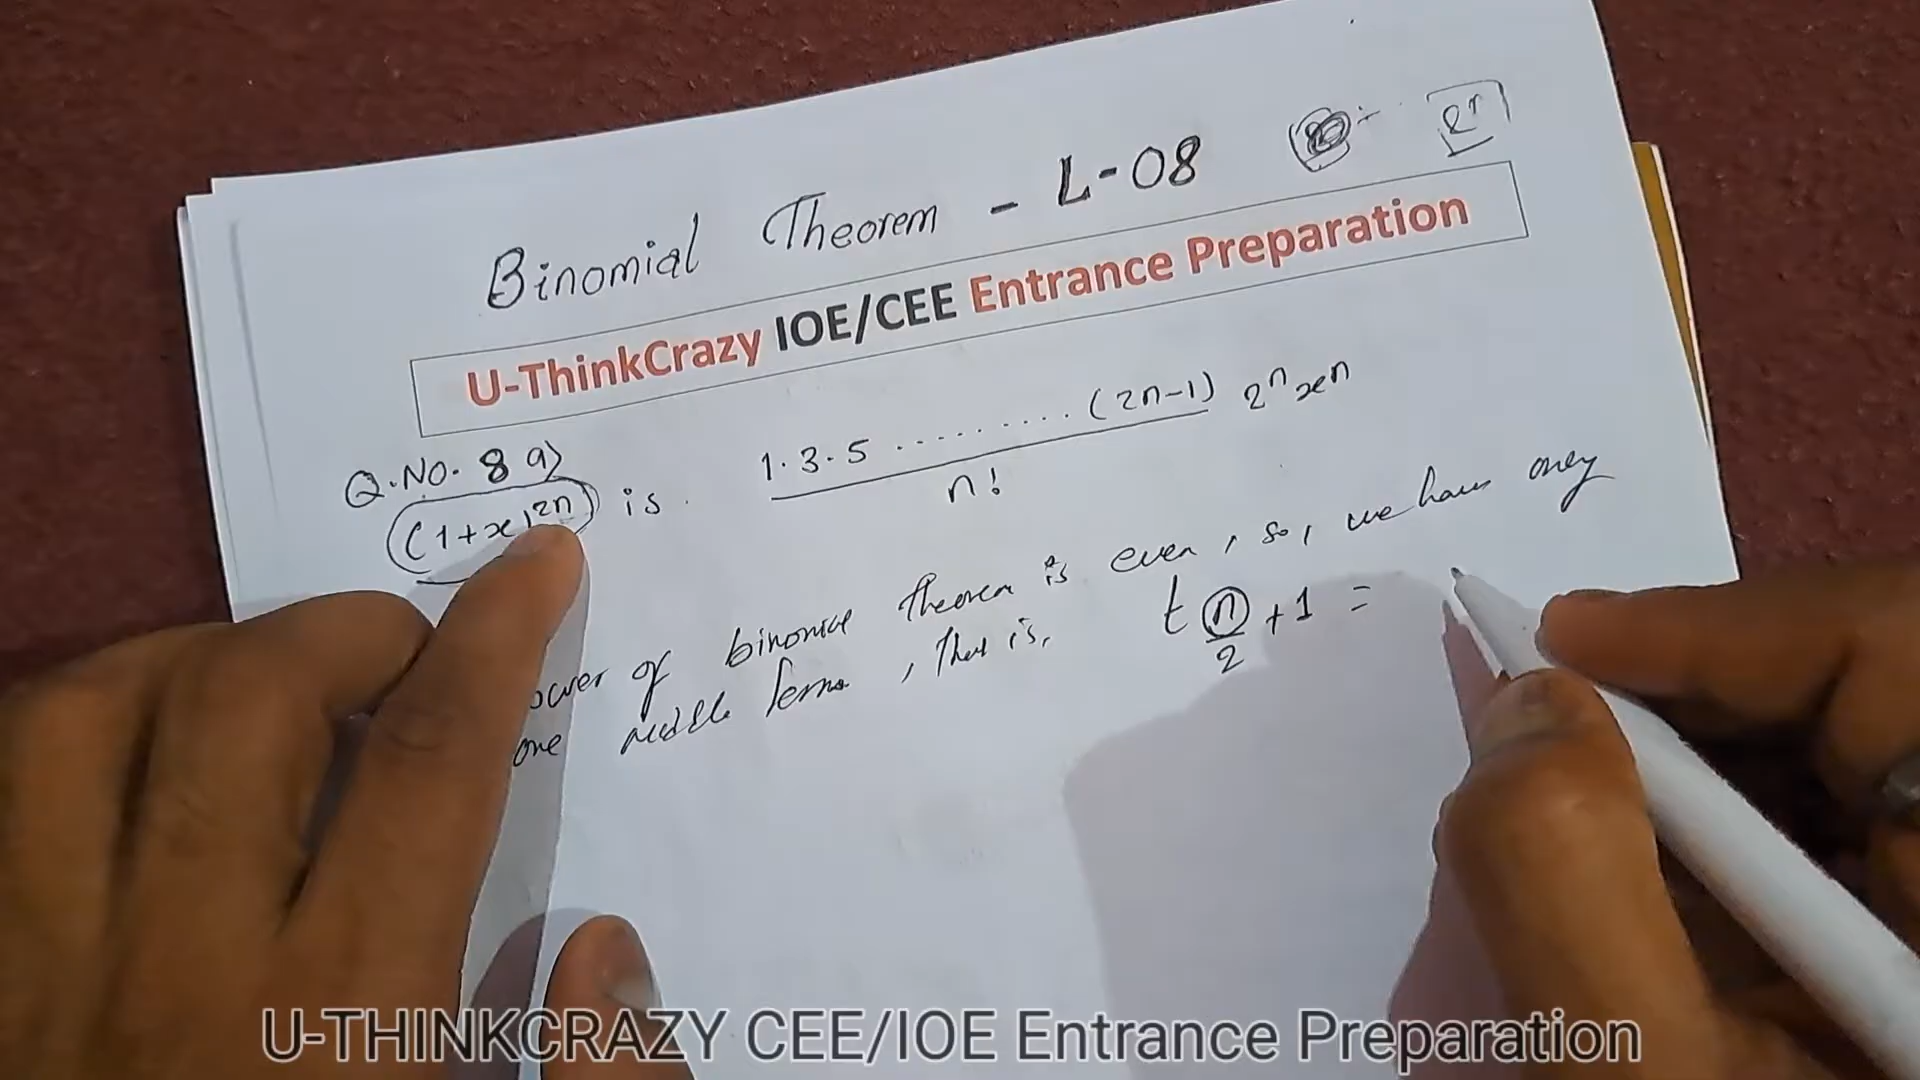 2ⁿ
Binomial Theorem - L-08
U-ThinkCrazy IOE/CEE Entrance Preparation
Q.NO. 8 a)
(1+x)²ⁿ is 1·3·5 ......... (2n-1) / n! 2ⁿxⁿ
power of binomial theorem is even, so, we have only
one middle term, that is, t n/2 + 1 =
U-THINKCRAZY CEE/IOE Entrance Preparation